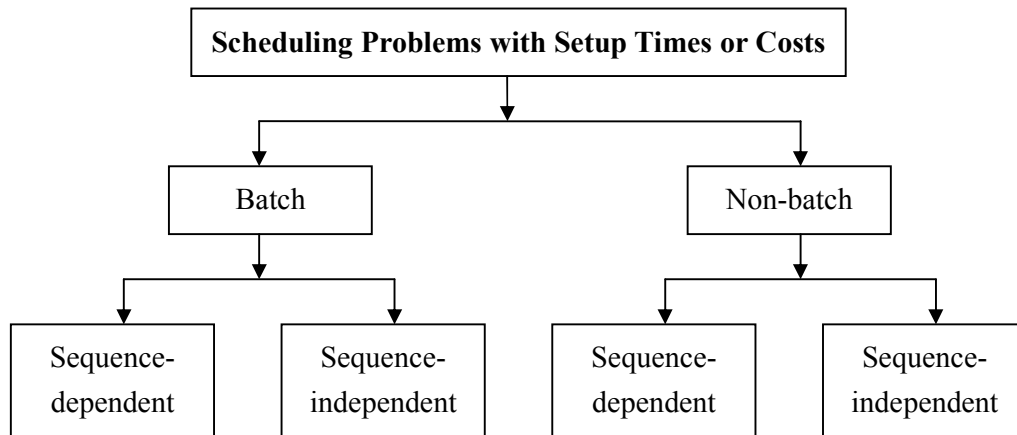 Scheduling Problems with Setup Times or Costs
Batch
Non-batch
Sequence-
dependent
Sequence-
independent
Sequence-
dependent
Sequence-
independent